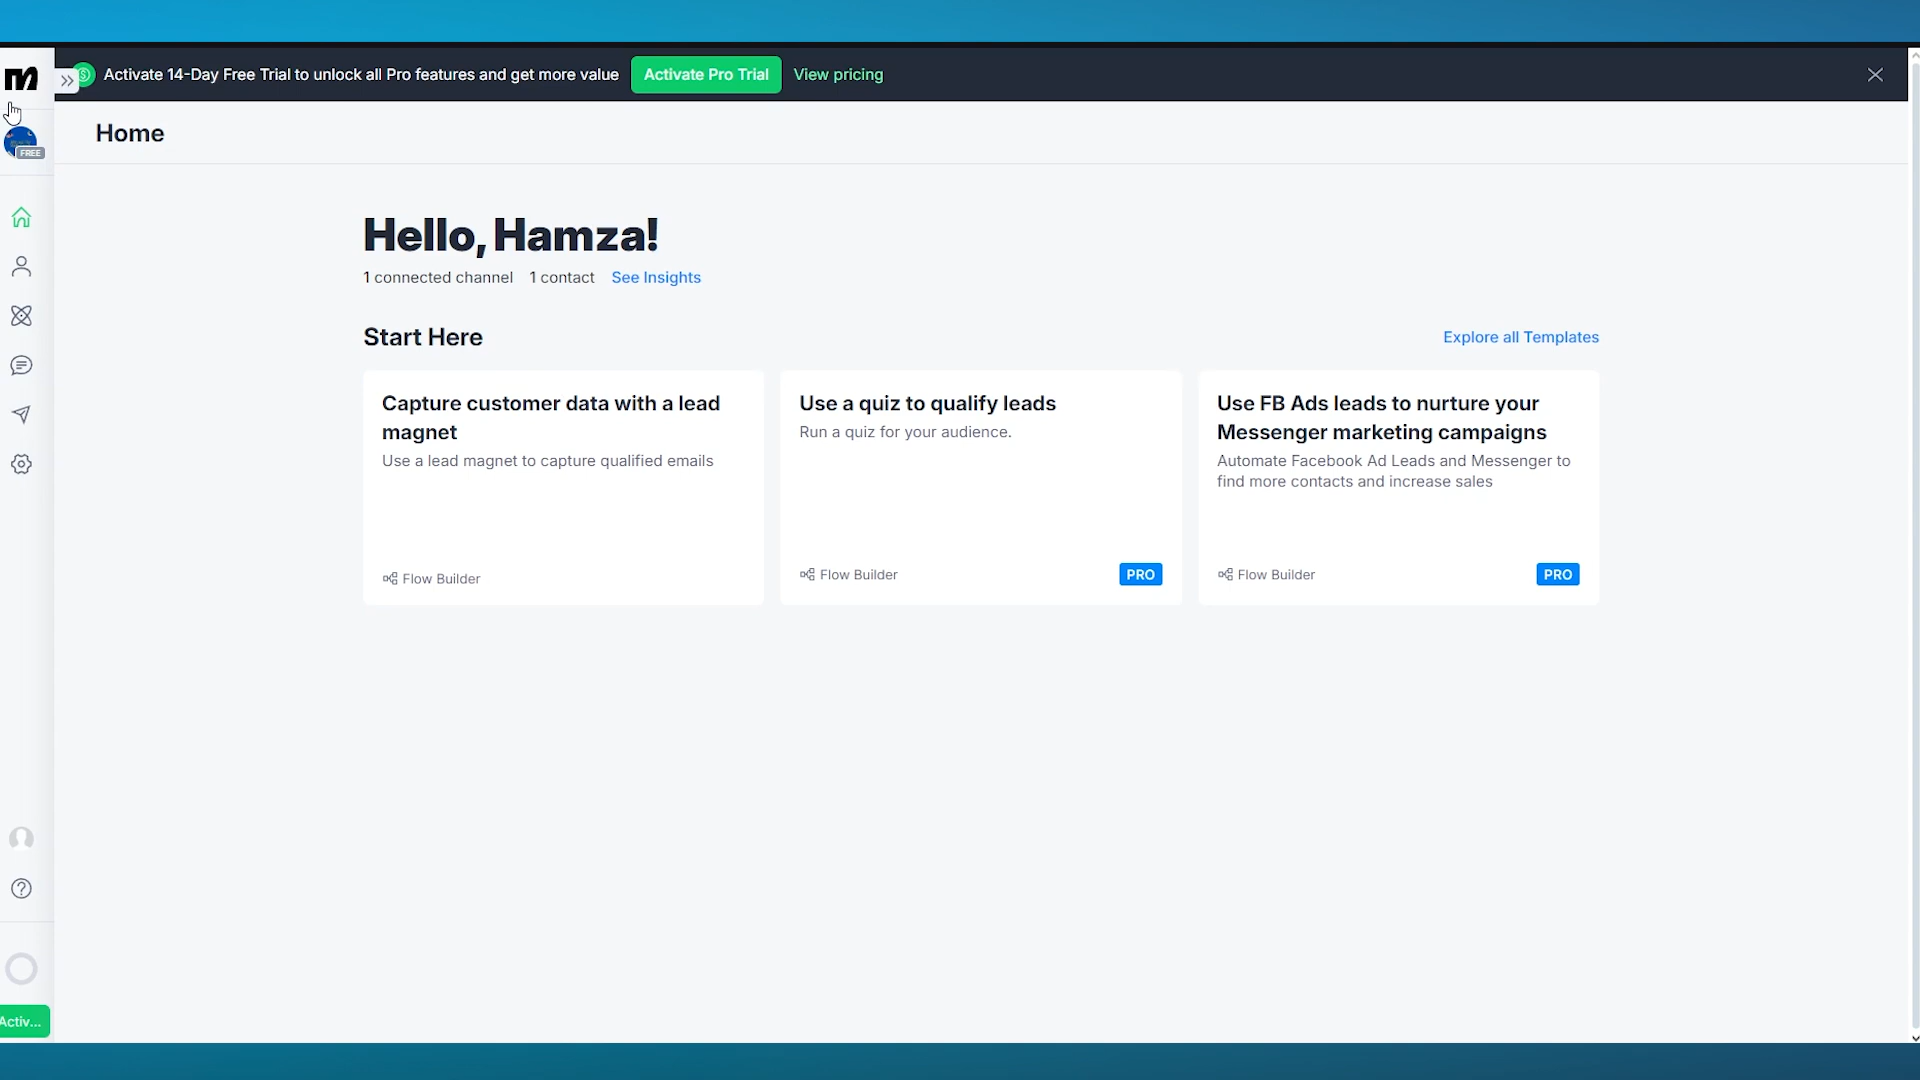 Activate 14-Day Free Trial to unlock all Pro features and get more value
Activate Pro Trial
View pricing
FREE
Home
Hello, Hamza!
1 connected channel 1 contact See Insights
Start Here
Explore all Templates
Capture customer data with a lead
magnet
Use a lead magnet to capture qualified emails
Flow Builder
Use a quiz to qualify leads
Run a quiz for your audience.
Flow Builder
PRO
Use FB Ads leads to nurture your
Messenger marketing campaigns
Automate Facebook Ad Leads and Messenger to
find more contacts and increase sales
Flow Builder
PRO
Activ...